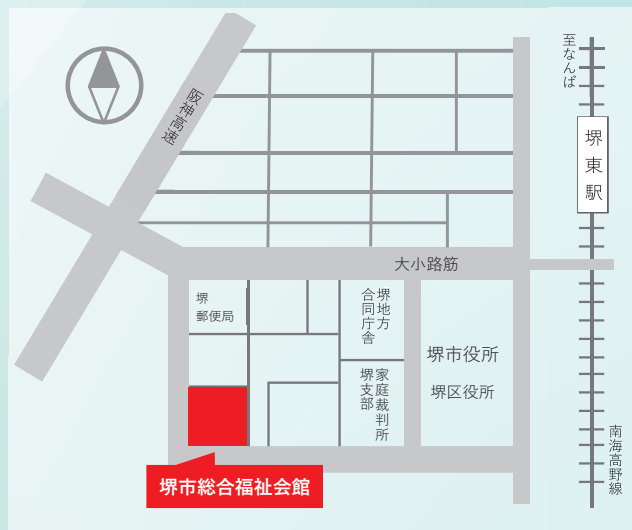 至なんば
堺東駅
阪神高速
大小路筋
堺
郵便局
堺地方
合同庁舎
堺市役所
堺区役所
家庭裁判所
堺支部
南海高野線
堺市総合福祉会館